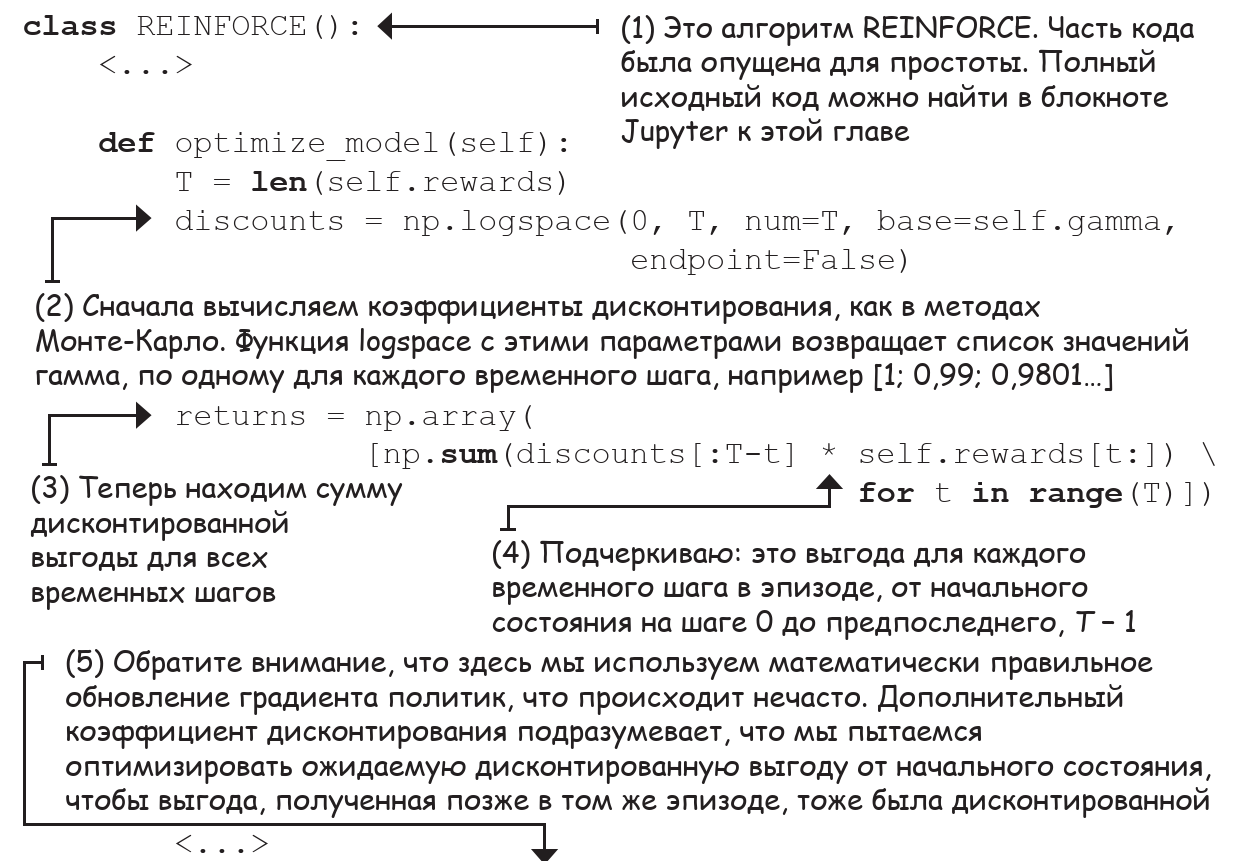 class REINFORCE():
<...>
(1) Это алгоритм REINFORCE. Часть кода
была опущена для простоты. Полный
исходный код можно найти в блокноте
Jupyter к этой главе
def optimize_model(self):
T = len(self.rewards)
discounts = np.logspace(0, T, num=T, base=self.gamma,
endpoint=False)
(2) Сначала вычисляем коэффициенты дисконтирования, как в методах
Монте-Карло. Функция logspace с этими параметрами возвращает список значений
гамма, по одному для каждого временного шага, например [1; 0,99; 0,9801...]
returns = np.array(
[np.sum(discounts[:T-t] * self.rewards[t:]) \
for t in range(T)])
(3) Теперь находим сумму
дисконтированной
выгоды для всех
временных шагов
(4) Подчеркиваю: это выгода для каждого
временного шага в эпизоде, от начального
состояния на шаге 0 до предпоследнего, T – 1
(5) Обратите внимание, что здесь мы используем математически правильное
обновление градиента политик, что происходит нечасто. Дополнительный
коэффициент дисконтирования подразумевает, что мы пытаемся
оптимизировать ожидаемую дисконтированную выгоду от начального состояния,
чтобы выгода, полученная позже в том же эпизоде, тоже была дисконтированной
<...>